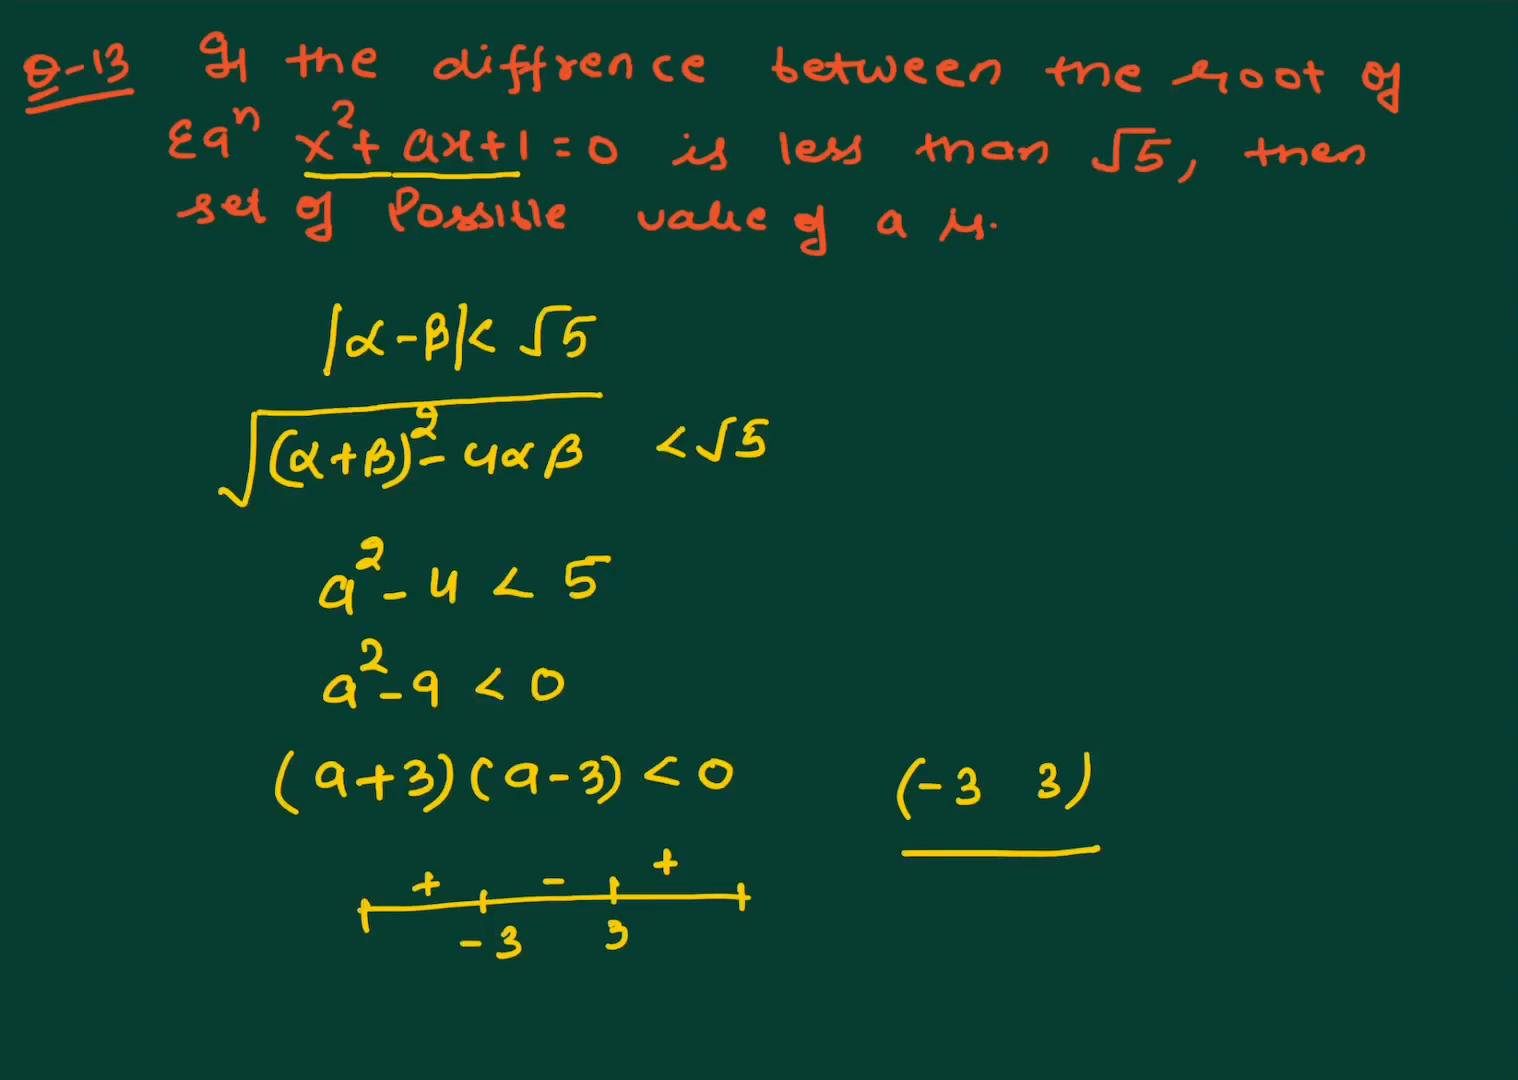 Q-13 If the diffrence between the root of
Eqⁿ x²+ ax+1=0 is less than √5, then
set of Possible value of a is.
|α-β|< √5
√(α+β)²-4αβ <√5
a²-4 < 5
a²-9 < 0
(a+3)(a-3)<0 (-3 3)
+ - +
-3 3